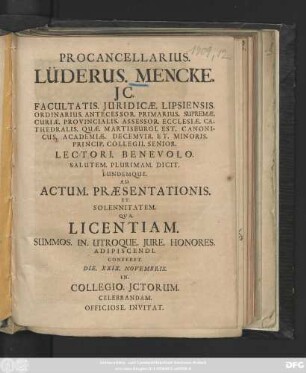 PROCANCELLARIUS.
LÜDERUS. MENCKE.
JC.
FACULTATIS. JURIDICÆ. LIPSIENSIS.
ORDINARIUS. ANTECESSOR. PRIMARIUS. SUPREMÆ.
CURIÆ. PROVINCIALIS. ASSESSOR. ECCLESIÆ. CA-
THEDRALIS. QUÆ. MARTISBURGI. EST. CANONI-
CUS. ACADEMIÆ. DECEMVIR. ET. MINORIS.
PRINCIP. COLLEGII. SENIOR.
LECTORI. BENEVOLO.
SALUTEM. PLURIMAM. DICIT.
EUNDEMQUE.
AD
ACTUM. PRÆSENTATIONIS.
ET.
SOLENNITATEM.
QUA.
LICENTIAM.
SUMMOS. IN. UTROQUE. JURE. HONORES.
ADIPISCENDI.
CONFERET.
DIE. XXIX. NOVEMBRIS.
IN.
COLLEGIO. JCTORUM.
CELEBRANDAM.
OFFICIOSE. INVITAT.